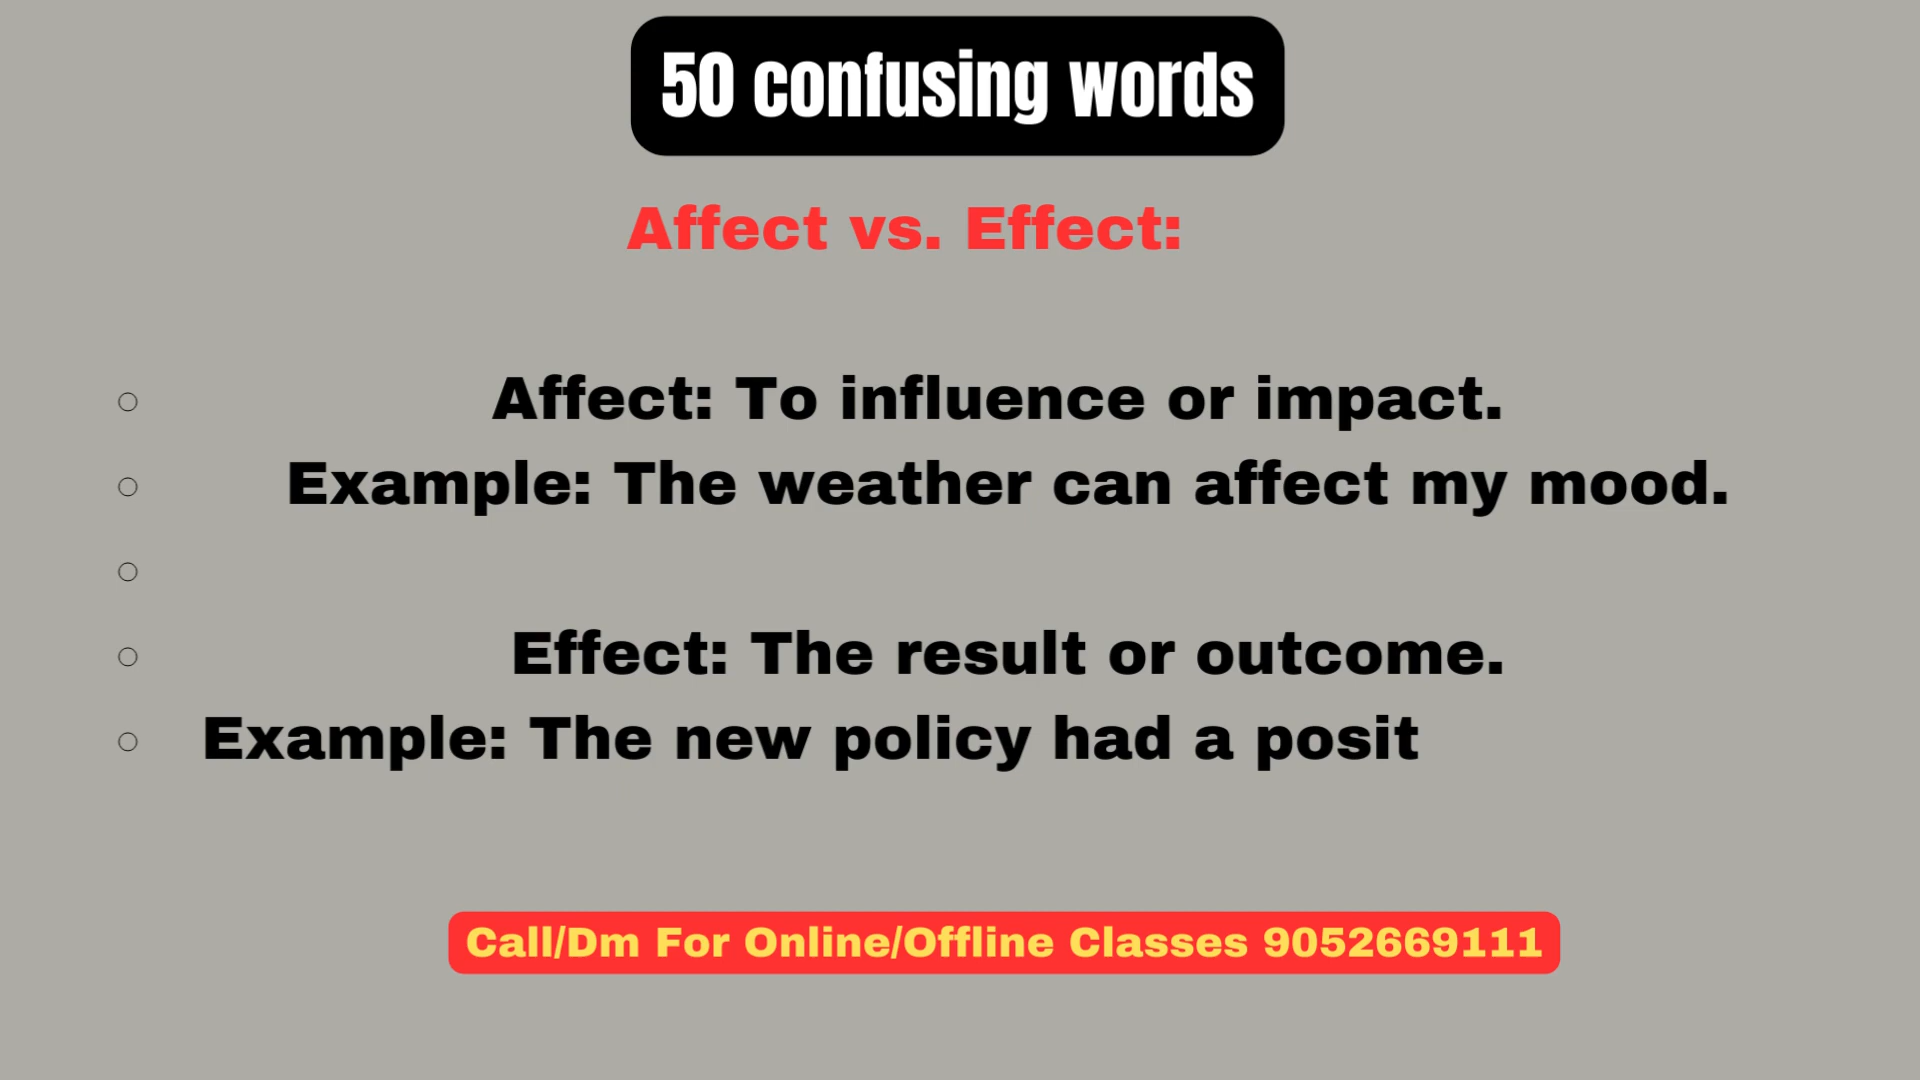 50 confusing words
Affect vs. Effect:
Affect: To influence or impact.
Example: The weather can affect my mood.
Effect: The result or outcome.
Example: The new policy had a posit
Call/Dm For Online/Offline Classes 9052669111